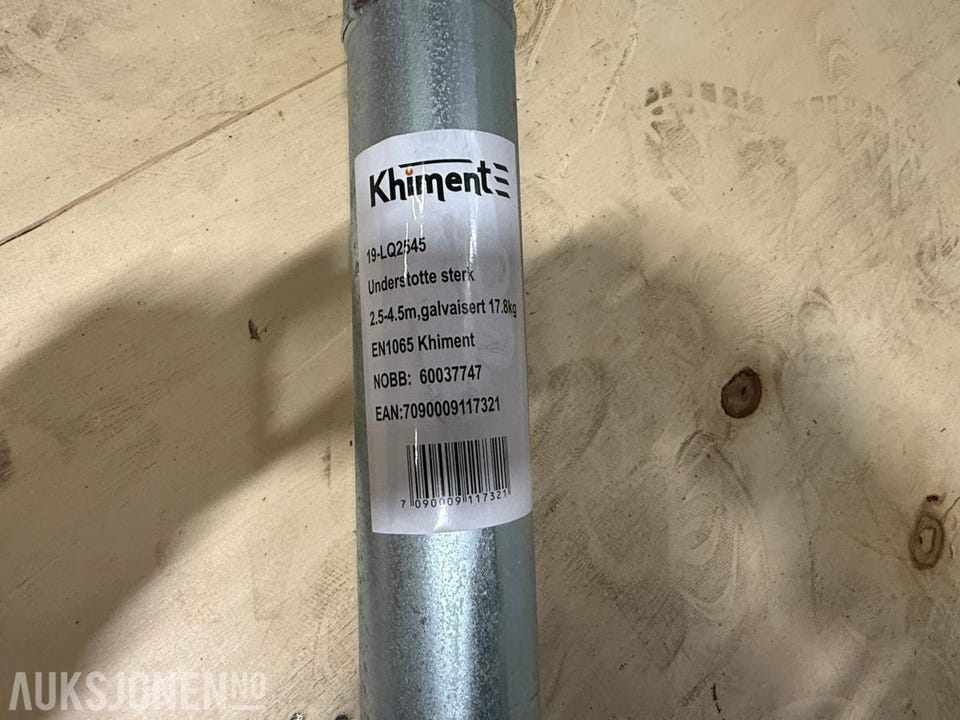 Khiment
19-LQ2545
Understotte sterk
2.5-4.5m,galvaisert 17.8kg
EN1065 Khiment
NOBB: 60037747
EAN:7090009117321
7 090009 117321
AUKSJONEN.NO